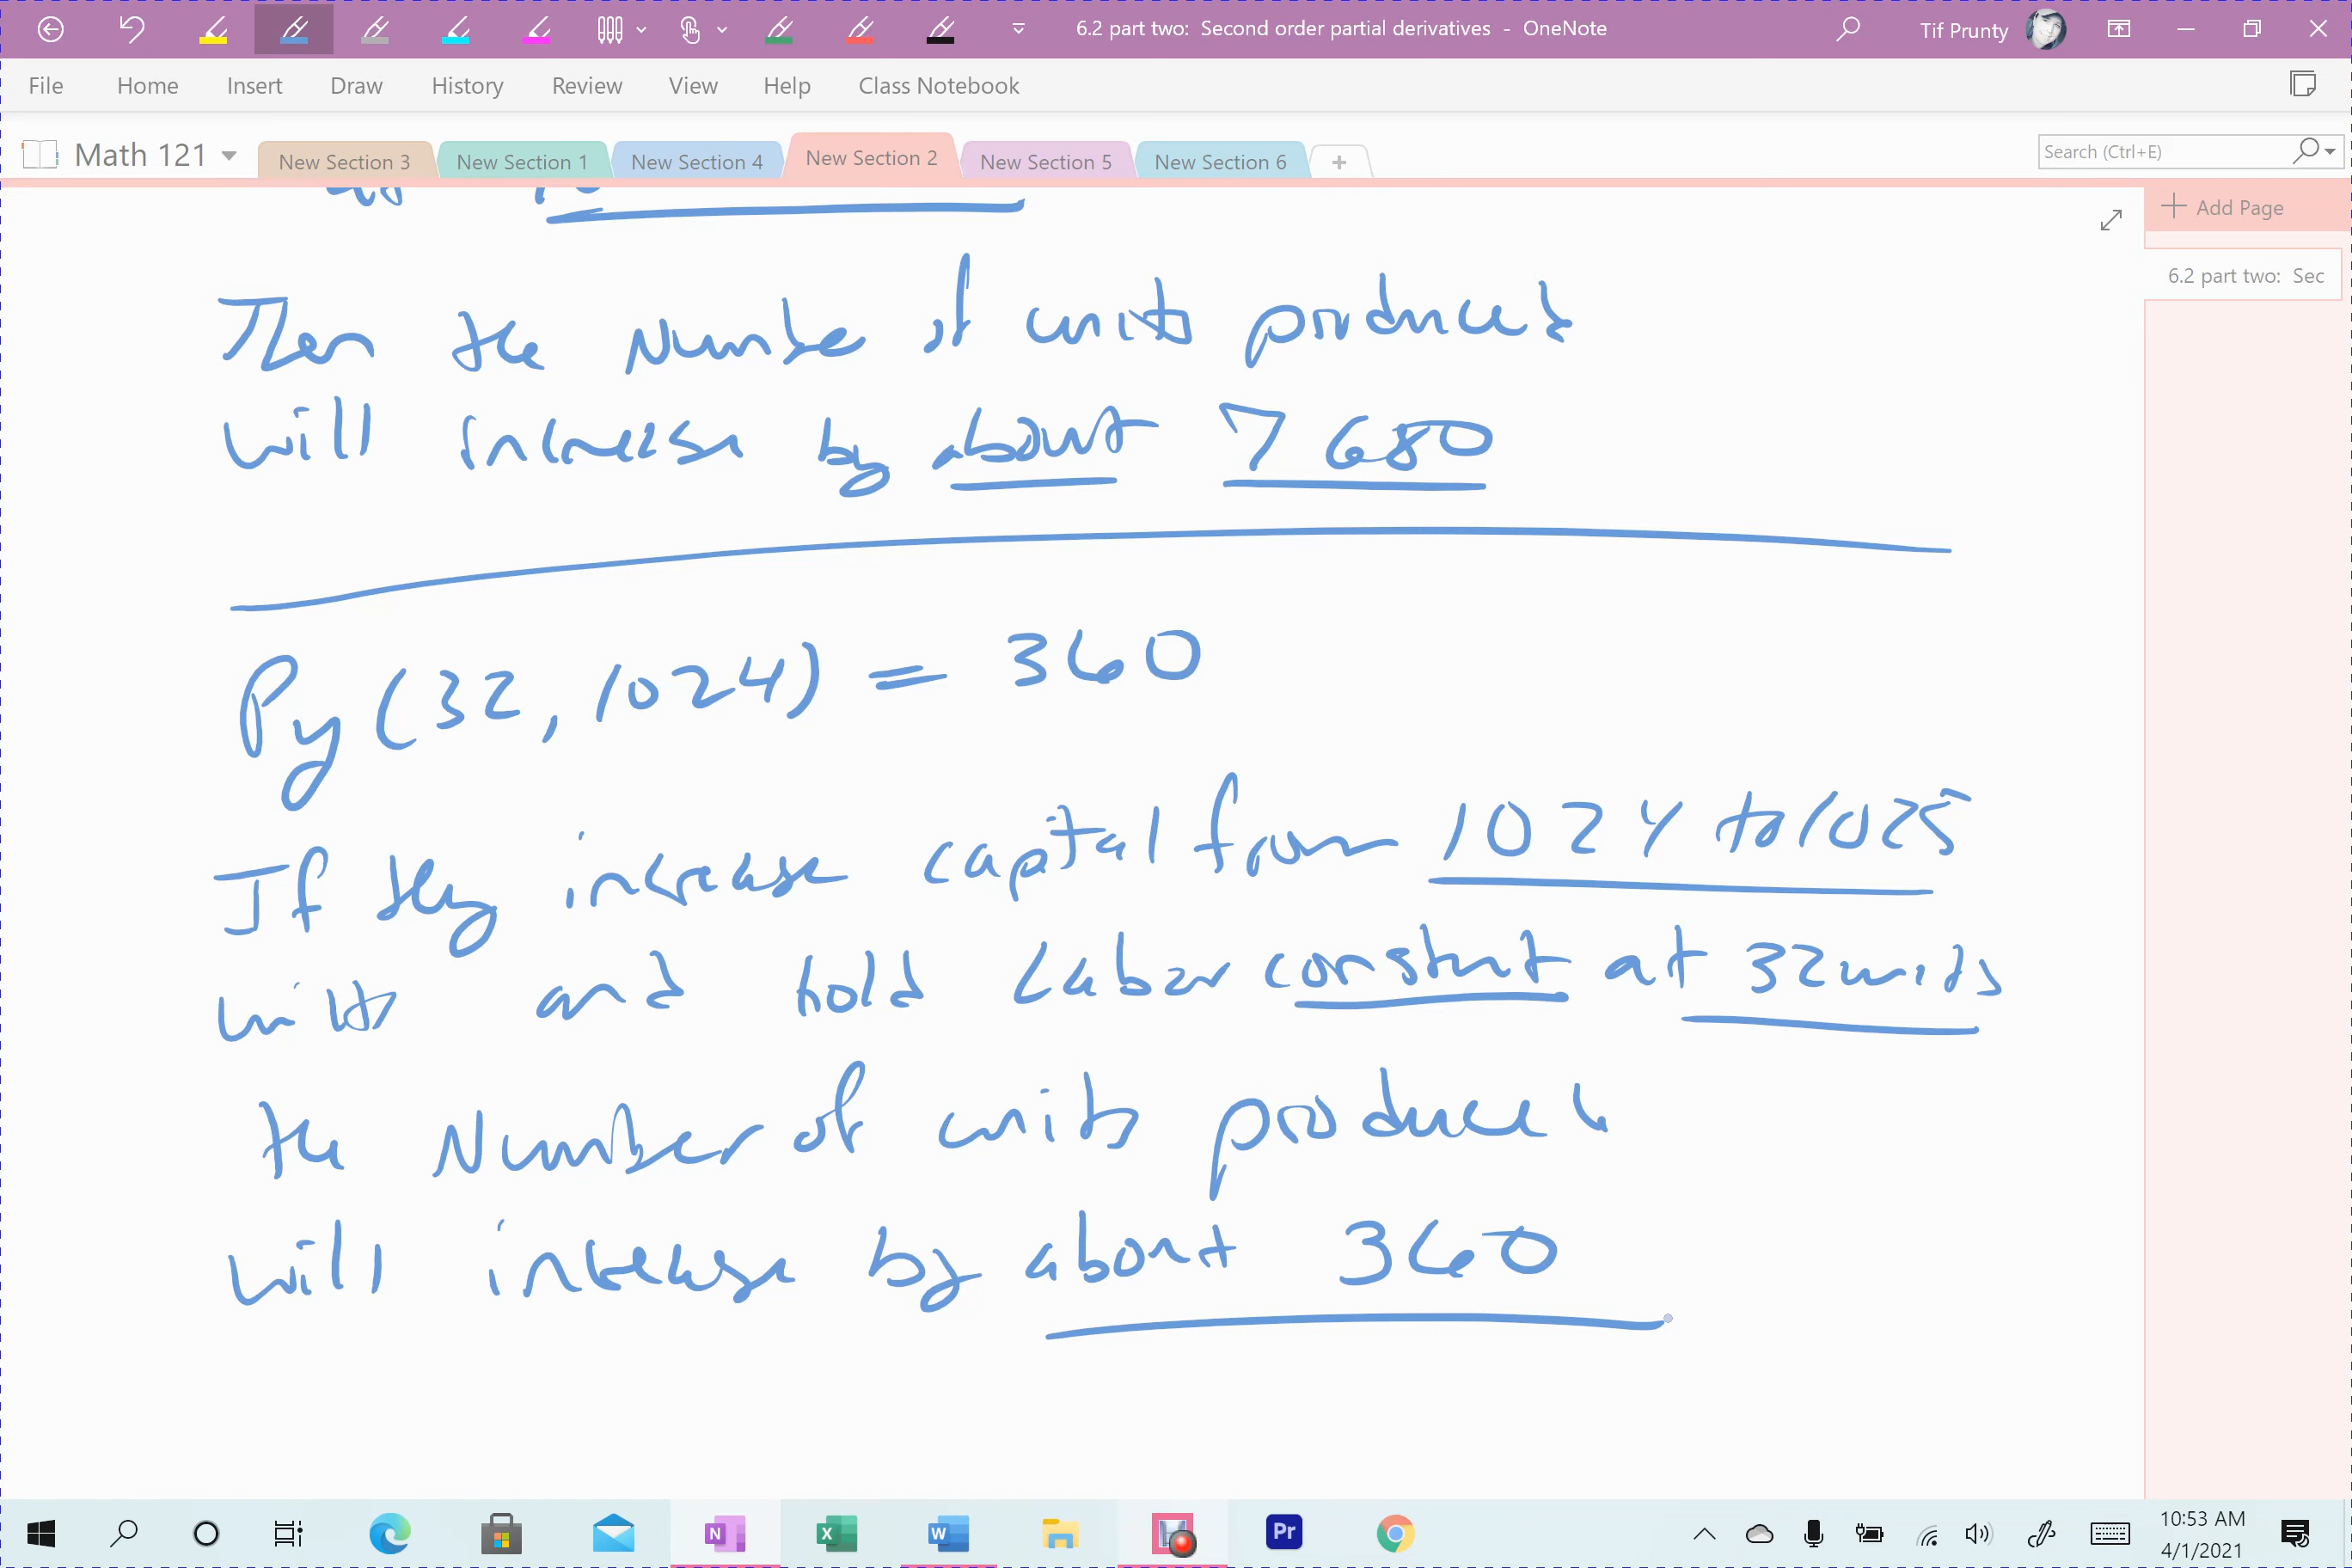 6.2 part two: Second order partial derivatives - OneNote
Tif Prunty
File Home Insert Draw History Review View Help Class Notebook
Math 121
New Section 3 New Section 1 New Section 4 New Section 2 New Section 5 New Section 6 +
Search (Ctrl+E)
Add Page
6.2 part two: Sec
Then the Number of units produced
will increase by about 7680
Py (32, 1024) = 360
If they increase capital from 1024 to 1025
units and hold Labor constant at 32 units
the Number of units produced
will increase by about 360
N X W Pr
10:53 AM
4/1/2021